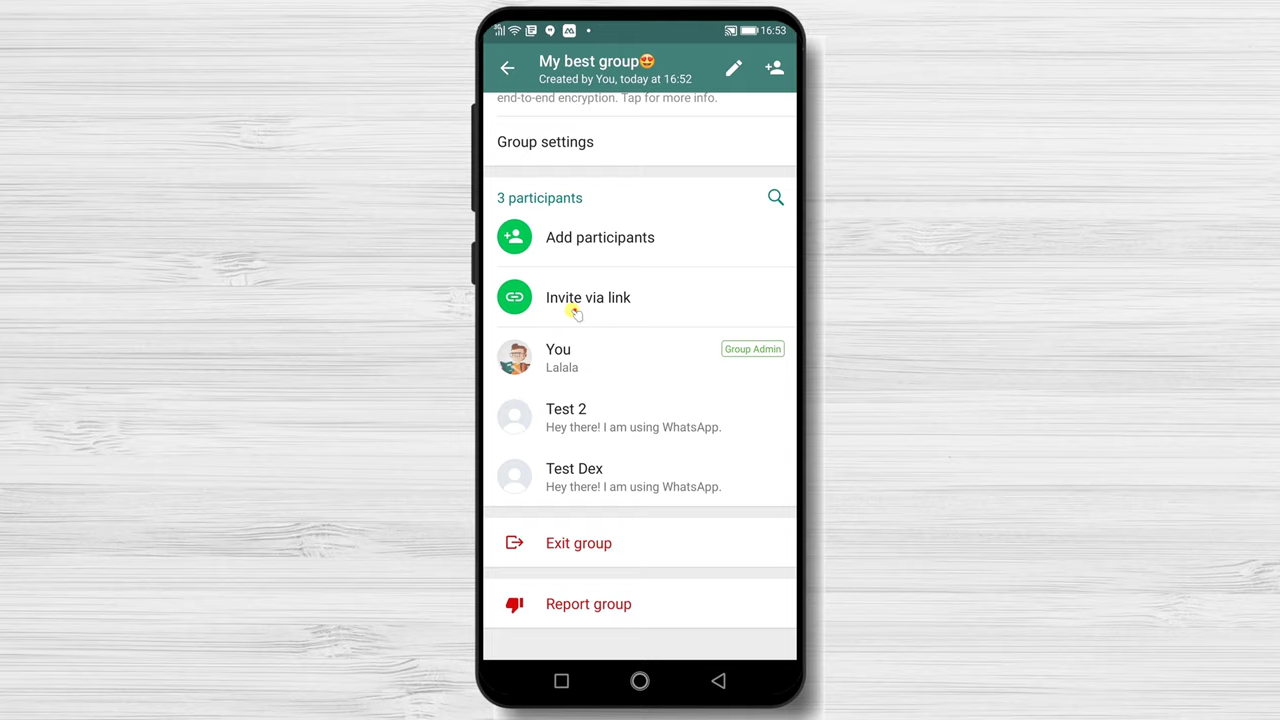 16:53
My best group😍
Created by You, today at 16:52
end-to-end encryption. Tap for more info.
Group settings
3 participants
Add participants
Invite via link
You
Group Admin
Lalala
Test 2
Hey there! I am using WhatsApp.
Test Dex
Hey there! I am using WhatsApp.
Exit group
Report group